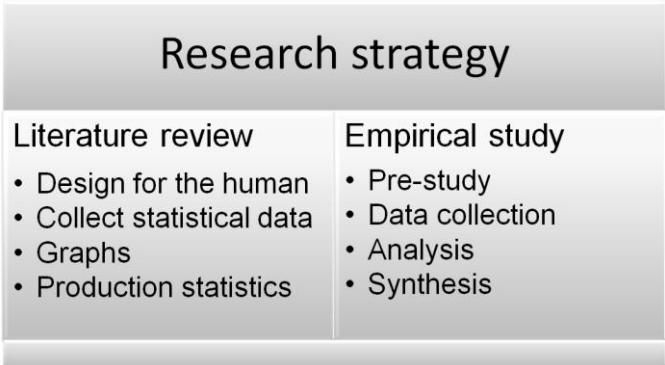 Research strategy
Literature review
• Design for the human
• Collect statistical data
• Graphs
• Production statistics
Empirical study
• Pre-study
• Data collection
• Analysis
• Synthesis